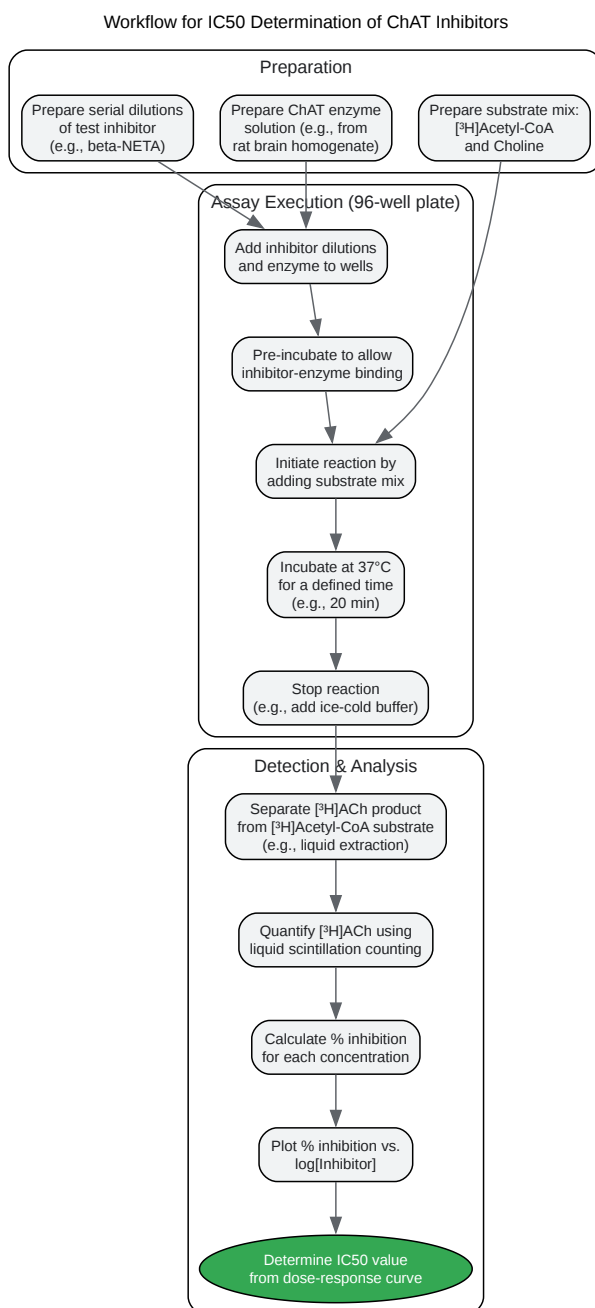 Workflow for IC50 Determination of ChAT Inhibitors
Preparation
Prepare serial dilutions
of test inhibitor
(e.g., beta-NETA)
Prepare ChAT enzyme
solution (e.g., from
rat brain homogenate)
Prepare substrate mix:
[³H]Acetyl-CoA
and Choline
Assay Execution (96-well plate)
Add inhibitor dilutions
and enzyme to wells
Pre-incubate to allow
inhibitor-enzyme binding
Initiate reaction by
adding substrate mix
Incubate at 37°C
for a defined time
(e.g., 20 min)
Stop reaction
(e.g., add ice-cold buffer)
Detection & Analysis
Separate [³H]ACh product
from [³H]Acetyl-CoA substrate
(e.g., liquid extraction)
Quantify [³H]ACh using
liquid scintillation counting
Calculate % inhibition
for each concentration
Plot % inhibition vs.
log[Inhibitor]
Determine IC50 value
from dose-response curve